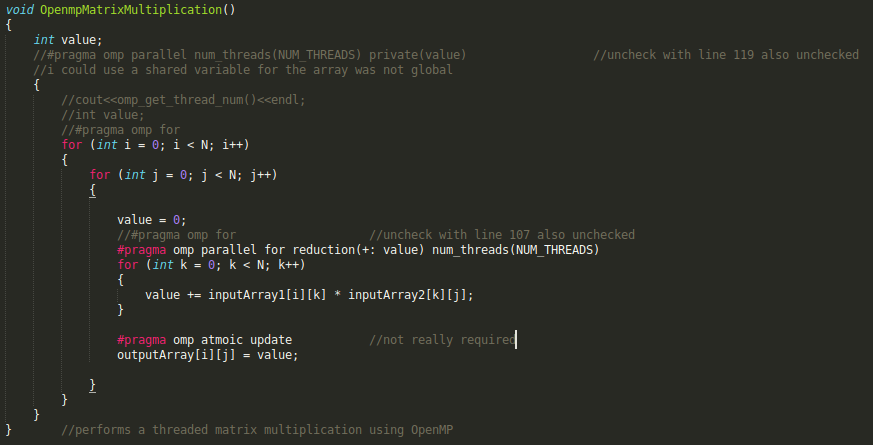 void OpenmpMatrixMultiplication()
{
    int value;
    //#pragma omp parallel num_threads(NUM_THREADS) private(value)                  //uncheck with line 119 also unchecked
    //i could use a shared variable for the array was not global
    {
        //cout<<omp_get_thread_num()<<endl;
        //int value;
        //#pragma omp for
        for (int i = 0; i < N; i++)
        {
            for (int j = 0; j < N; j++)
            {
                value = 0;
                //#pragma omp for                   //uncheck with line 107 also unchecked
                #pragma omp parallel for reduction(+: value) num_threads(NUM_THREADS)
                for (int k = 0; k < N; k++)
                {
                    value += inputArray1[i][k] * inputArray2[k][j];
                }
                #pragma omp atmoic update           //not really required
                outputArray[i][j] = value;
            }
        }
    }
}       //performs a threaded matrix multiplication using OpenMP